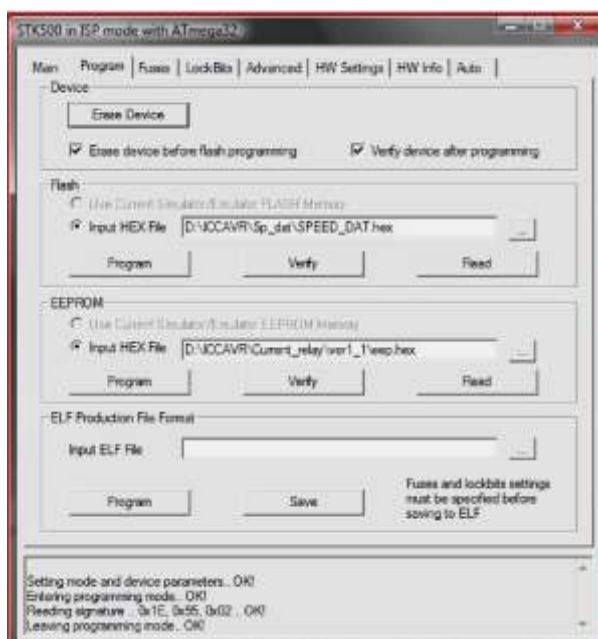 STK500 in ISP mode with ATmega32
Main Program Fuses LockBits Advanced HW Settings HW Info Auto
Device
Erase Device
Erase device before flash programming Verify device after programming
Flash
Use Current Simulator/Emulator FLASH Memory
Input HEX File D:\ICCAVR\Sp_dat\SPEED_DAT.hex ...
Program Verify Read
EEPROM
Use Current Simulator/Emulator EEPROM Memory
Input HEX File D:\ICCAVR\Current_relay\ver1_1\eep.hex ...
Program Verify Read
ELF Production File Format
Input ELF File ...
Program Save Fuses and lockbits settings
must be specified before
saving to ELF
Setting mode and device parameters.. OK!
Entering programming mode.. OK!
Reading signature .. 0x1E, 0x95, 0x02 .. OK!
Leaving programming mode.. OK!